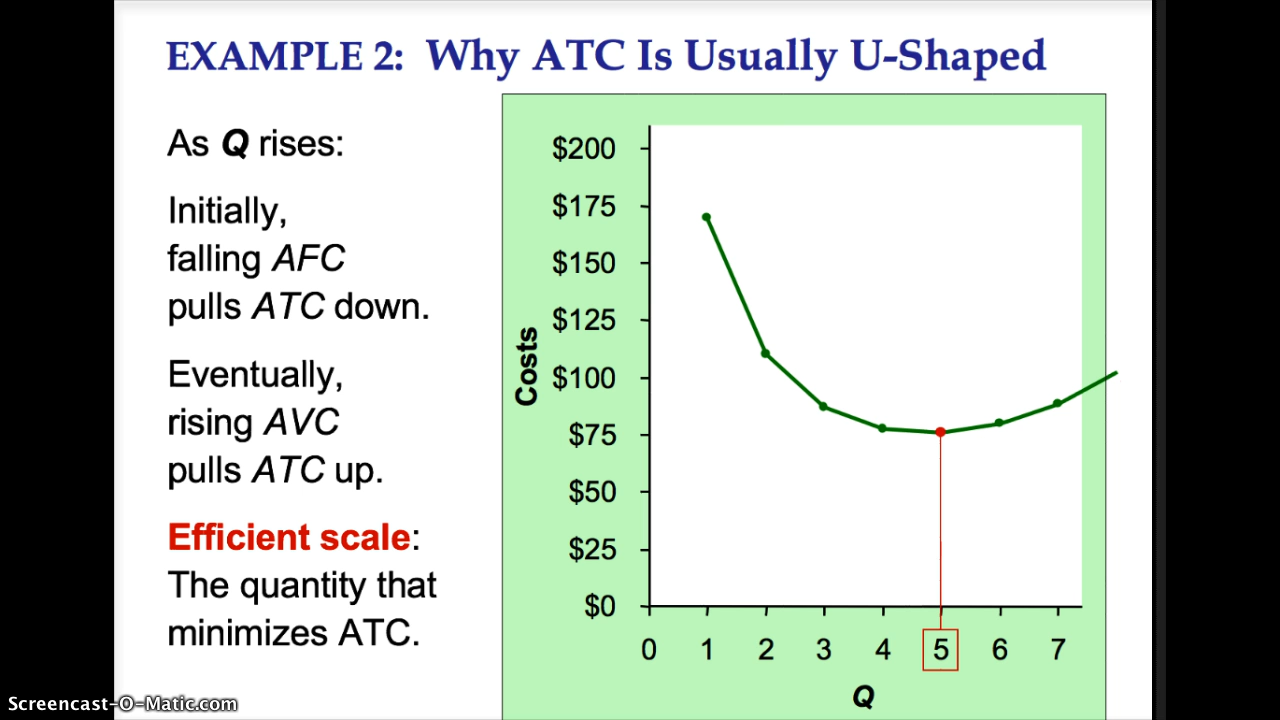 EXAMPLE 2: Why ATC Is Usually U-Shaped
As Q rises:
Initially,
falling AFC
pulls ATC down.
Eventually,
rising AVC
pulls ATC up.
Efficient scale:
The quantity that
minimizes ATC.
Costs
$200
$175
$150
$125
$100
$75
$50
$25
$0
0 1 2 3 4 5 6 7
Q
Screencast-O-Matic.com